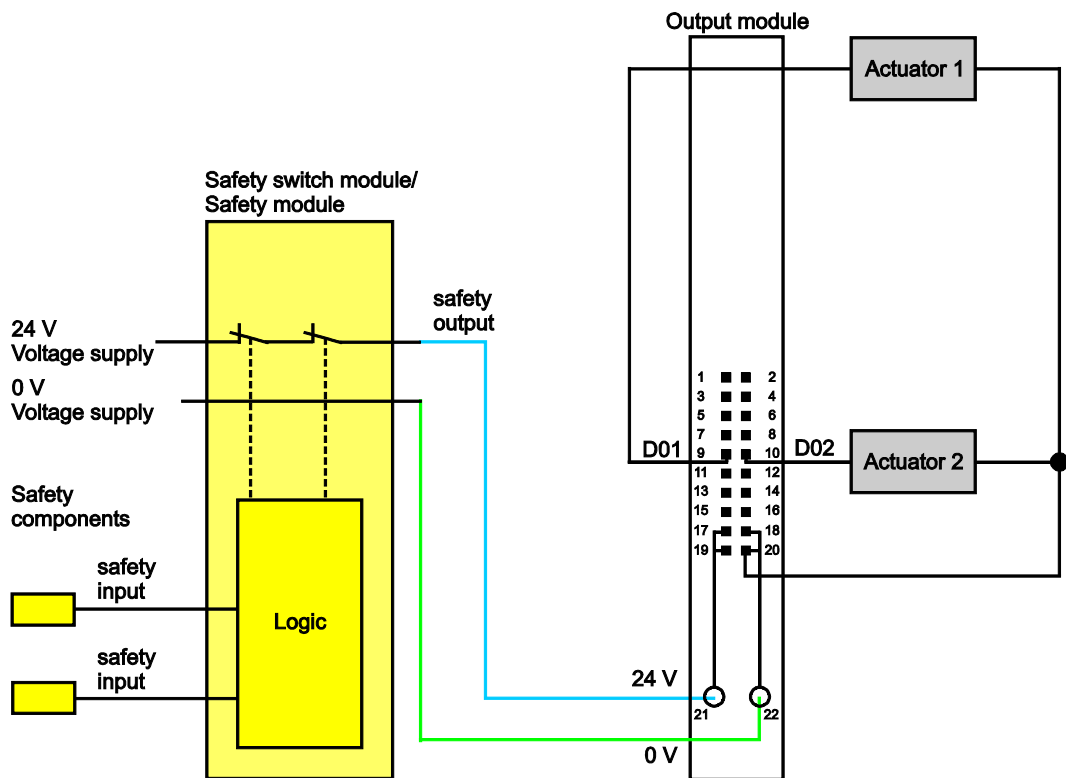 Output module
Actuator 1
Safety switch module/
Safety module
24 V
Voltage supply
safety
output
0 V
Voltage supply
1 2
3 4
5 6
7 8
D01 9 10 D02
Actuator 2
11 12
13 14
15 16
17 18
19 20
Safety
components
safety
input
Logic
safety
input
24 V
21 22
0 V